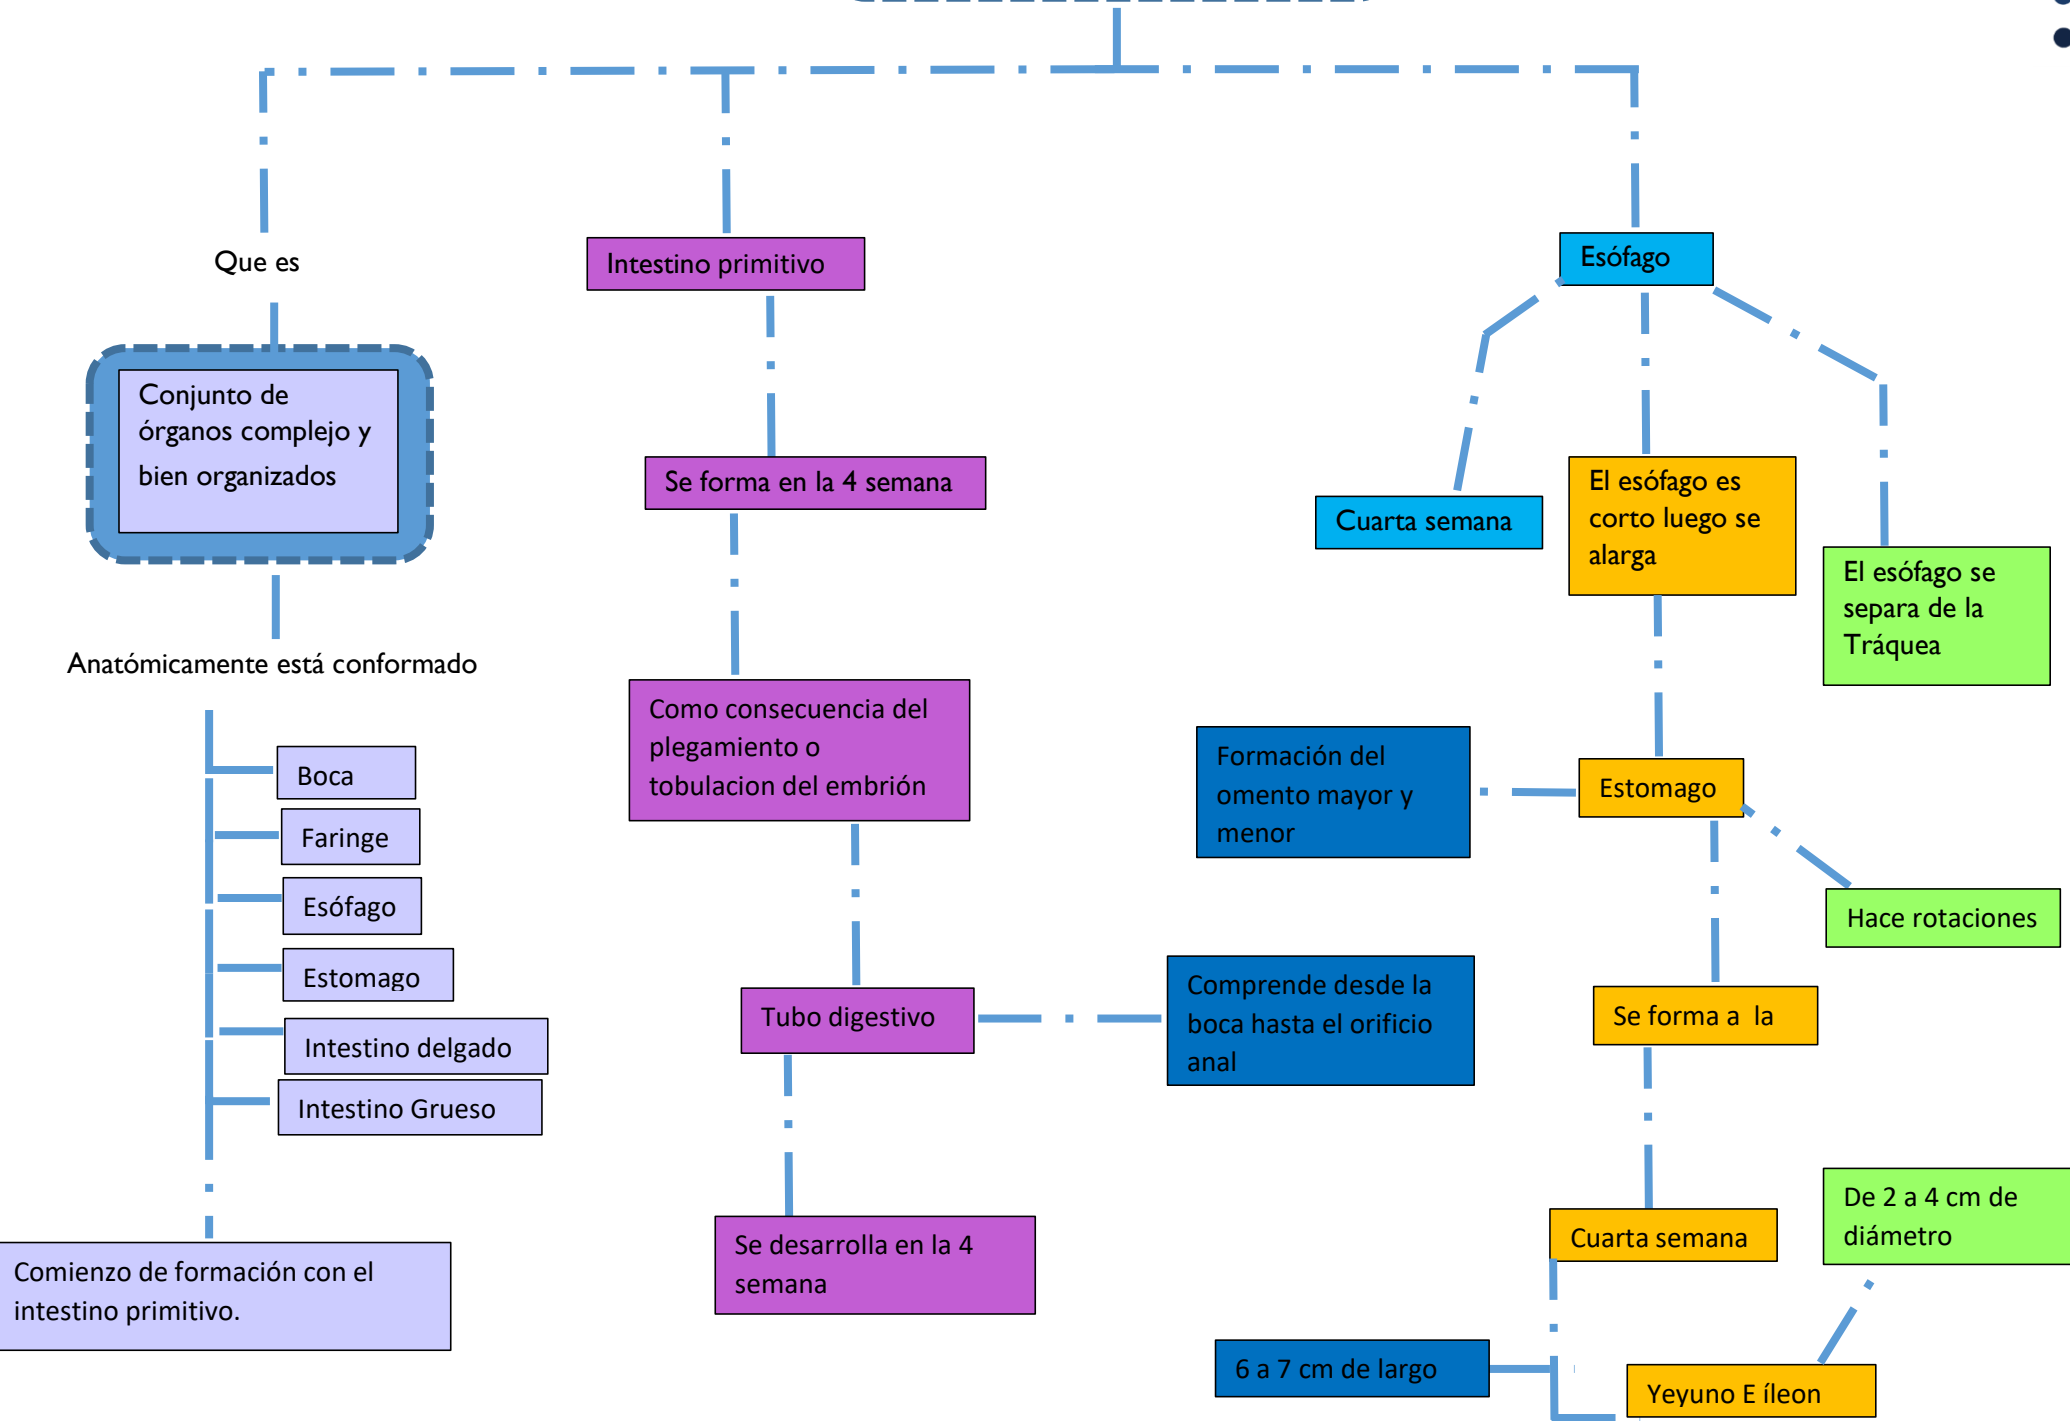 Que es
Conjunto de
órganos complejo y
bien organizados
Anatómicamente está conformado
Boca
Faringe
Esófago
Estomago
Intestino delgado
Intestino Grueso
Comienzo de formación con el
intestino primitivo.
Intestino primitivo
Se forma en la 4 semana
Como consecuencia del
plegamiento o
tobulacion del embrión
Tubo digestivo
Comprende desde la
boca hasta el orificio
anal
Se desarrolla en la 4
semana
Esófago
Cuarta semana
El esófago es
corto luego se
alarga
El esófago se
separa de la
Tráquea
Formación del
omento mayor y
menor
Estomago
Hace rotaciones
Se forma a  la
Cuarta semana
De 2 a 4 cm de
diámetro
6 a 7 cm de largo
Yeyuno E íleon